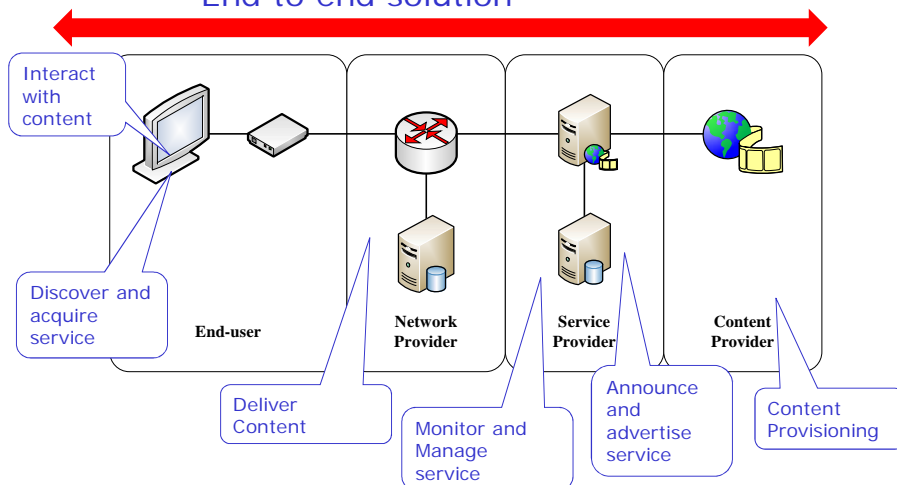 End to end solution
Interact
with
content
Discover and
acquire
service
End-user
Network
Provider
Service
Provider
Content
Provider
Deliver
Content
Monitor and
Manage
service
Announce
and
advertise
service
Content
Provisioning